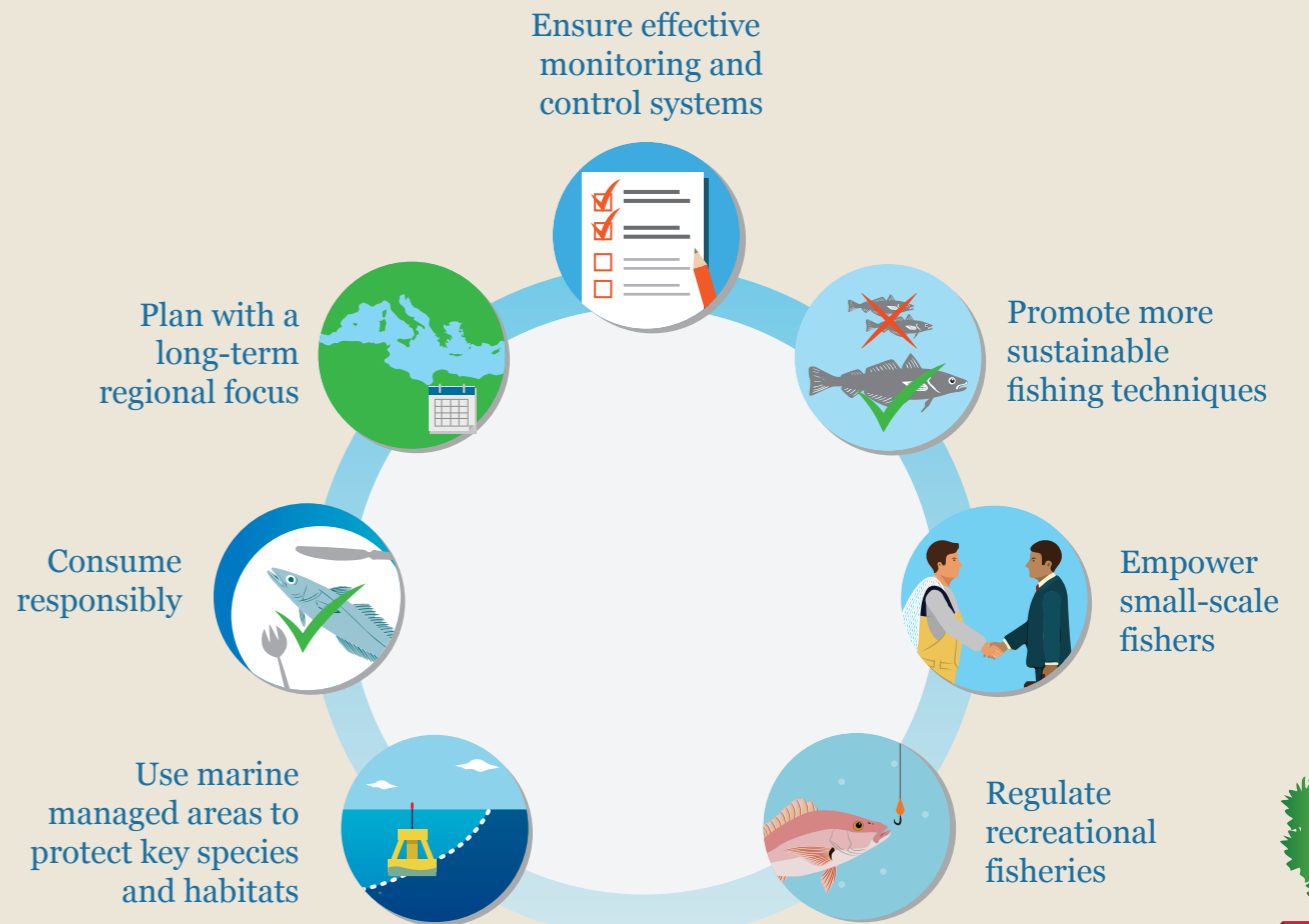 Ensure effective
monitoring and
control systems
Plan with a
long-term
regional focus
Promote more
sustainable
fishing techniques
Consume
responsibly
Empower
small-scale
fishers
Use marine
managed areas to
protect key species
and habitats
Regulate
recreational
fisheries